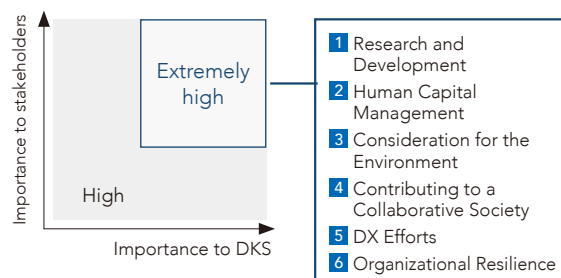 Importance to stakeholders
Extremely
high
High
Importance to DKS
1 Research and
Development
2 Human Capital
Management
3 Consideration for the
Environment
4 Contributing to a
Collaborative Society
5 DX Efforts
6 Organizational Resilience